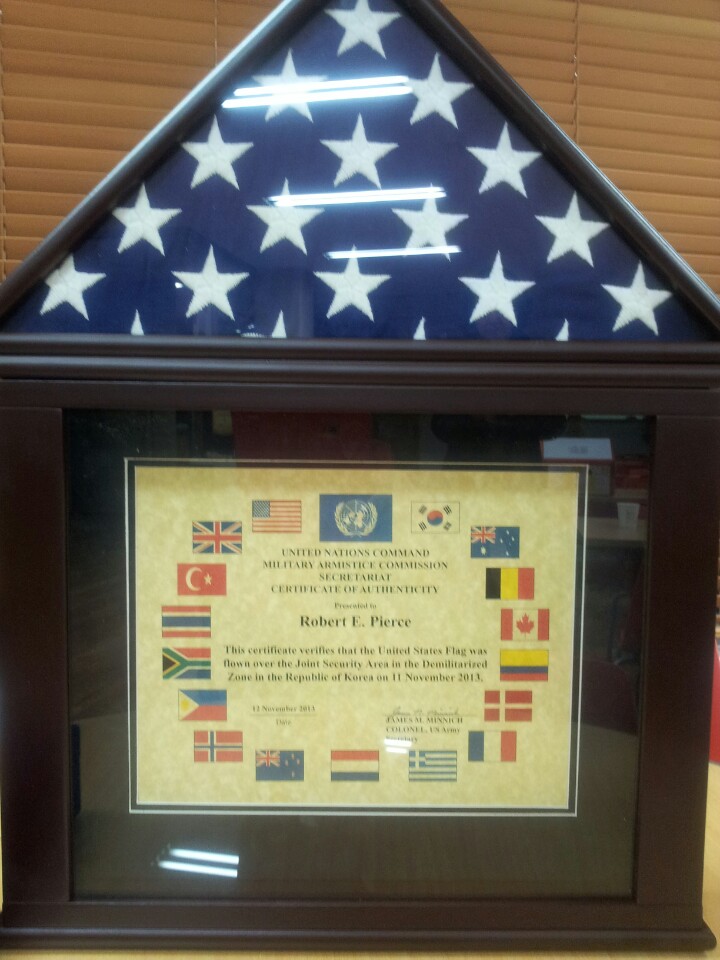 UNITED NATIONS COMMAND
MILITARY ARMISTICE COMMISSION
SECRETARIAT
CERTIFICATE OF AUTHENTICITY
Presented to
Robert E. Pierce
This certificate verifies that the United States Flag was
flown over the Joint Security Area in the Demilitarized
Zone in the Republic of Korea on 11 November 2013.
12 November 2013
Date
JAMES M. MINNICH
COLONEL, US Army
Secretary